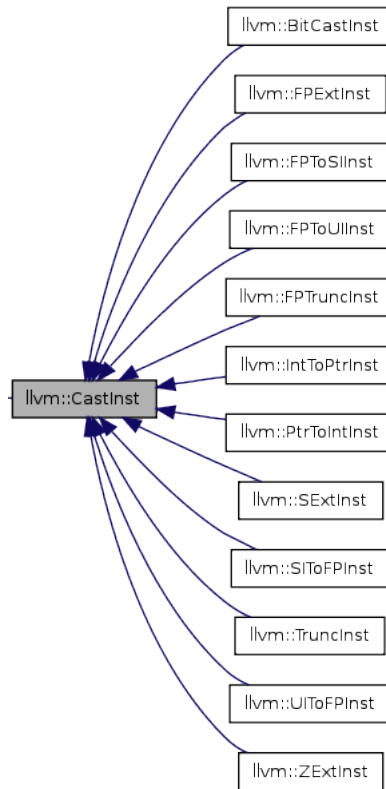 llvm::BitCastInst
llvm::FPExtInst
llvm::FPToSIInst
llvm::FPToUIInst
llvm::FPTruncInst
llvm::IntToPtrInst
llvm::CastInst
llvm::PtrToIntInst
llvm::SExtInst
llvm::SIToFPInst
llvm::TruncInst
llvm::UIToFPInst
llvm::ZExtInst